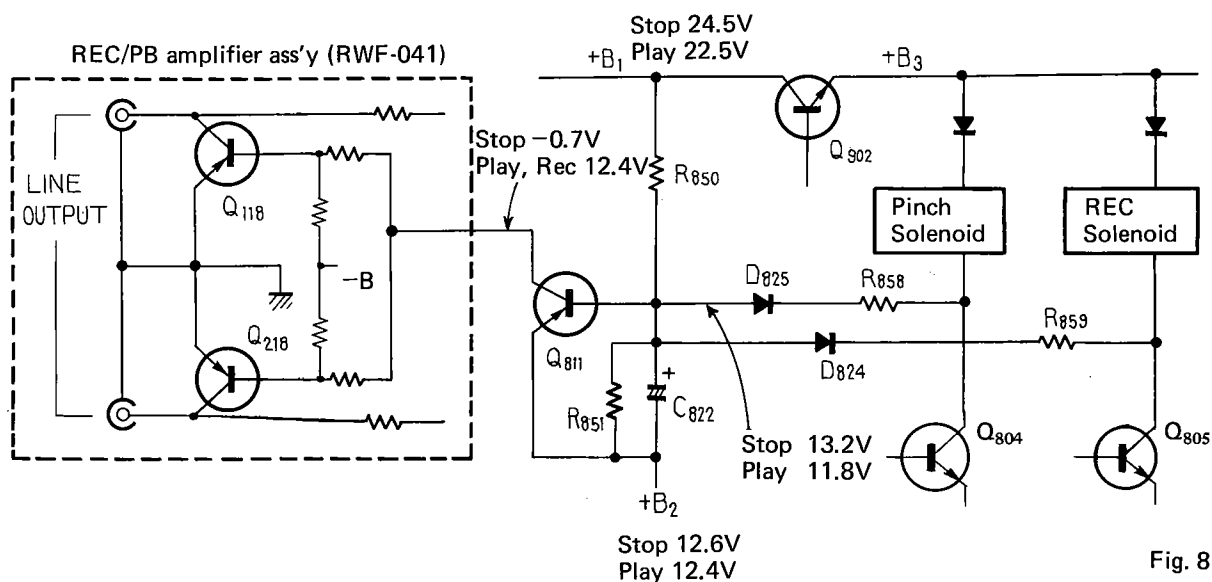 Stop 24.5V
Play 22.5V
REC/PB amplifier ass'y (RWF-041)
+B1
+B3
Stop −0.7V
Play, Rec 12.4V
Q902
R850
LINE
OUTPUT
Q118
Pinch
Solenoid
REC
Solenoid
−B
D825
R858
Q218
Q811
R859
D824
+
R851
C822
Stop 13.2V
Play 11.8V
Q804
Q805
+B2
Stop 12.6V
Play 12.4V
Fig. 8